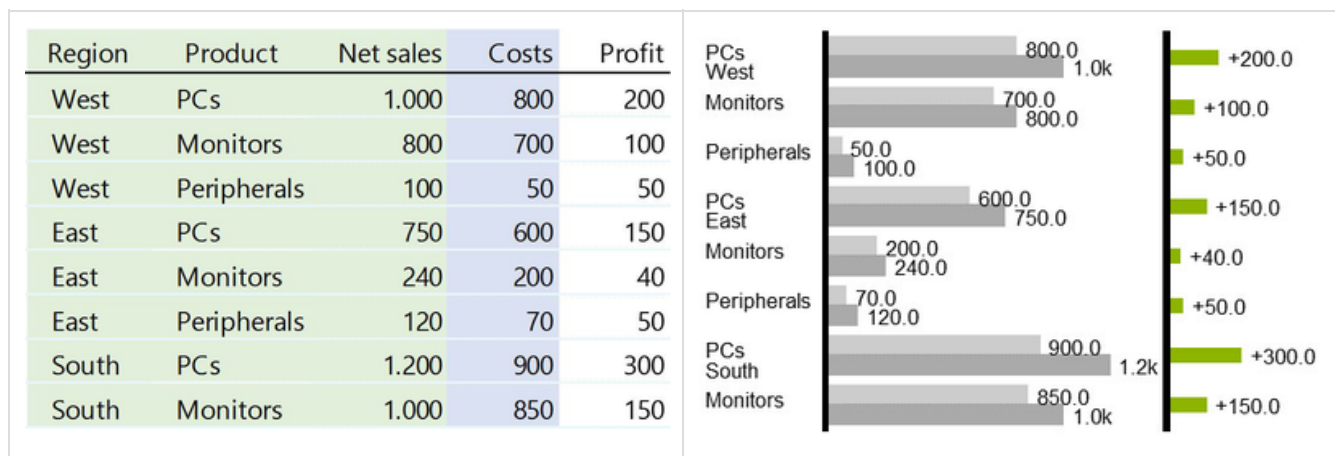 Region Product Net sales Costs Profit
West PCs 1.000 800 200
West Monitors 800 700 100
West Peripherals 100 50 50
East PCs 750 600 150
East Monitors 240 200 40
East Peripherals 120 70 50
South PCs 1.200 900 300
South Monitors 1.000 850 150
PCs 800.0 +200.0
West 1.0k
Monitors 700.0 +100.0
800.0
Peripherals 50.0 +50.0
100.0
PCs 600.0 +150.0
East 750.0
Monitors 200.0 +40.0
240.0
Peripherals 70.0 +50.0
120.0
PCs 900.0 +300.0
South 1.2k
Monitors 850.0 +150.0
1.0k